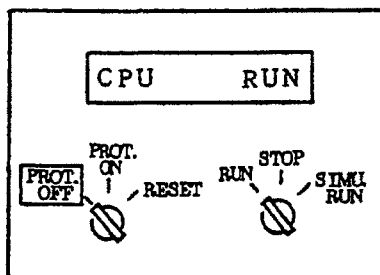 CPU RUN
PROT. OFF
PROT. ON
RESET
RUN
STOP
SIMU. RUN